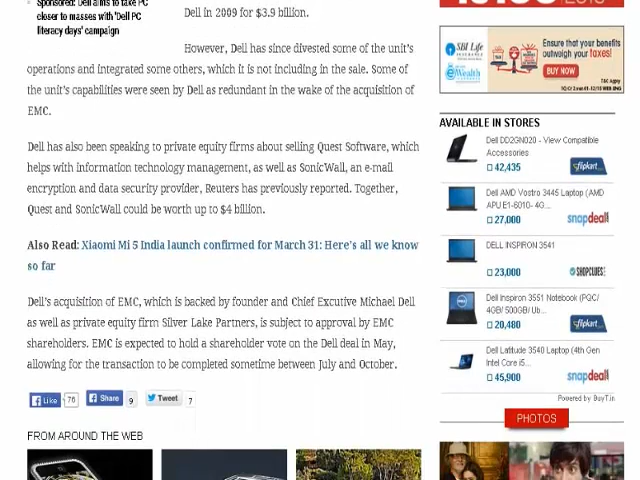 Sponsored: Dell aims to take PC
closer to masses with 'Dell PC
literacy days' campaign
Dell in 2009 for $3.9 billion.
However, Dell has since divested some of the unit's
operations and integrated some others, which it is not including in the sale. Some of
the unit's capabilities were seen by Dell as redundant in the wake of the acquisition of
EMC.
Dell has also been speaking to private equity firms about selling Quest Software, which
helps with information technology management, as well as SonicWall, an e-mail
encryption and data security provider, Reuters has previously reported. Together,
Quest and SonicWall could be worth up to $4 billion.
Also Read: Xiaomi Mi 5 India launch confirmed for March 31: Here's all we know
so far
Dell's acquisition of EMC, which is backed by founder and Chief Excutive Michael Dell
as well as private equity firm Silver Lake Partners, is subject to approval by EMC
shareholders. EMC is expected to hold a shareholder vote on the Dell deal in May,
allowing for the transaction to be completed sometime between July and October.
Like 76 Share 9 Tweet 7
FROM AROUND THE WEB
SBI Life
INSURANCE
eWealth
Ensure that your benefits
outweigh your taxes!
BUY NOW
T&C Apply
AVAILABLE IN STORES
Dell DD2GN020 - View Compatible
Accessories
42,435
flipkart
Dell AMD Vostro 3445 Laptop (AMD
APU E1-6010- 4G...
27,000
snapdeal
DELL INSPIRON 3541
23,000
SHOPCLUES
Dell Inspiron 3551 Notebook (PQC/
4GB/ 500GB/ Ub...
20,480
flipkart
Dell Latitude 3540 Laptop (4th Gen
Intel Core i5...
45,900
snapdeal
Powered by BuyT.in
PHOTOS